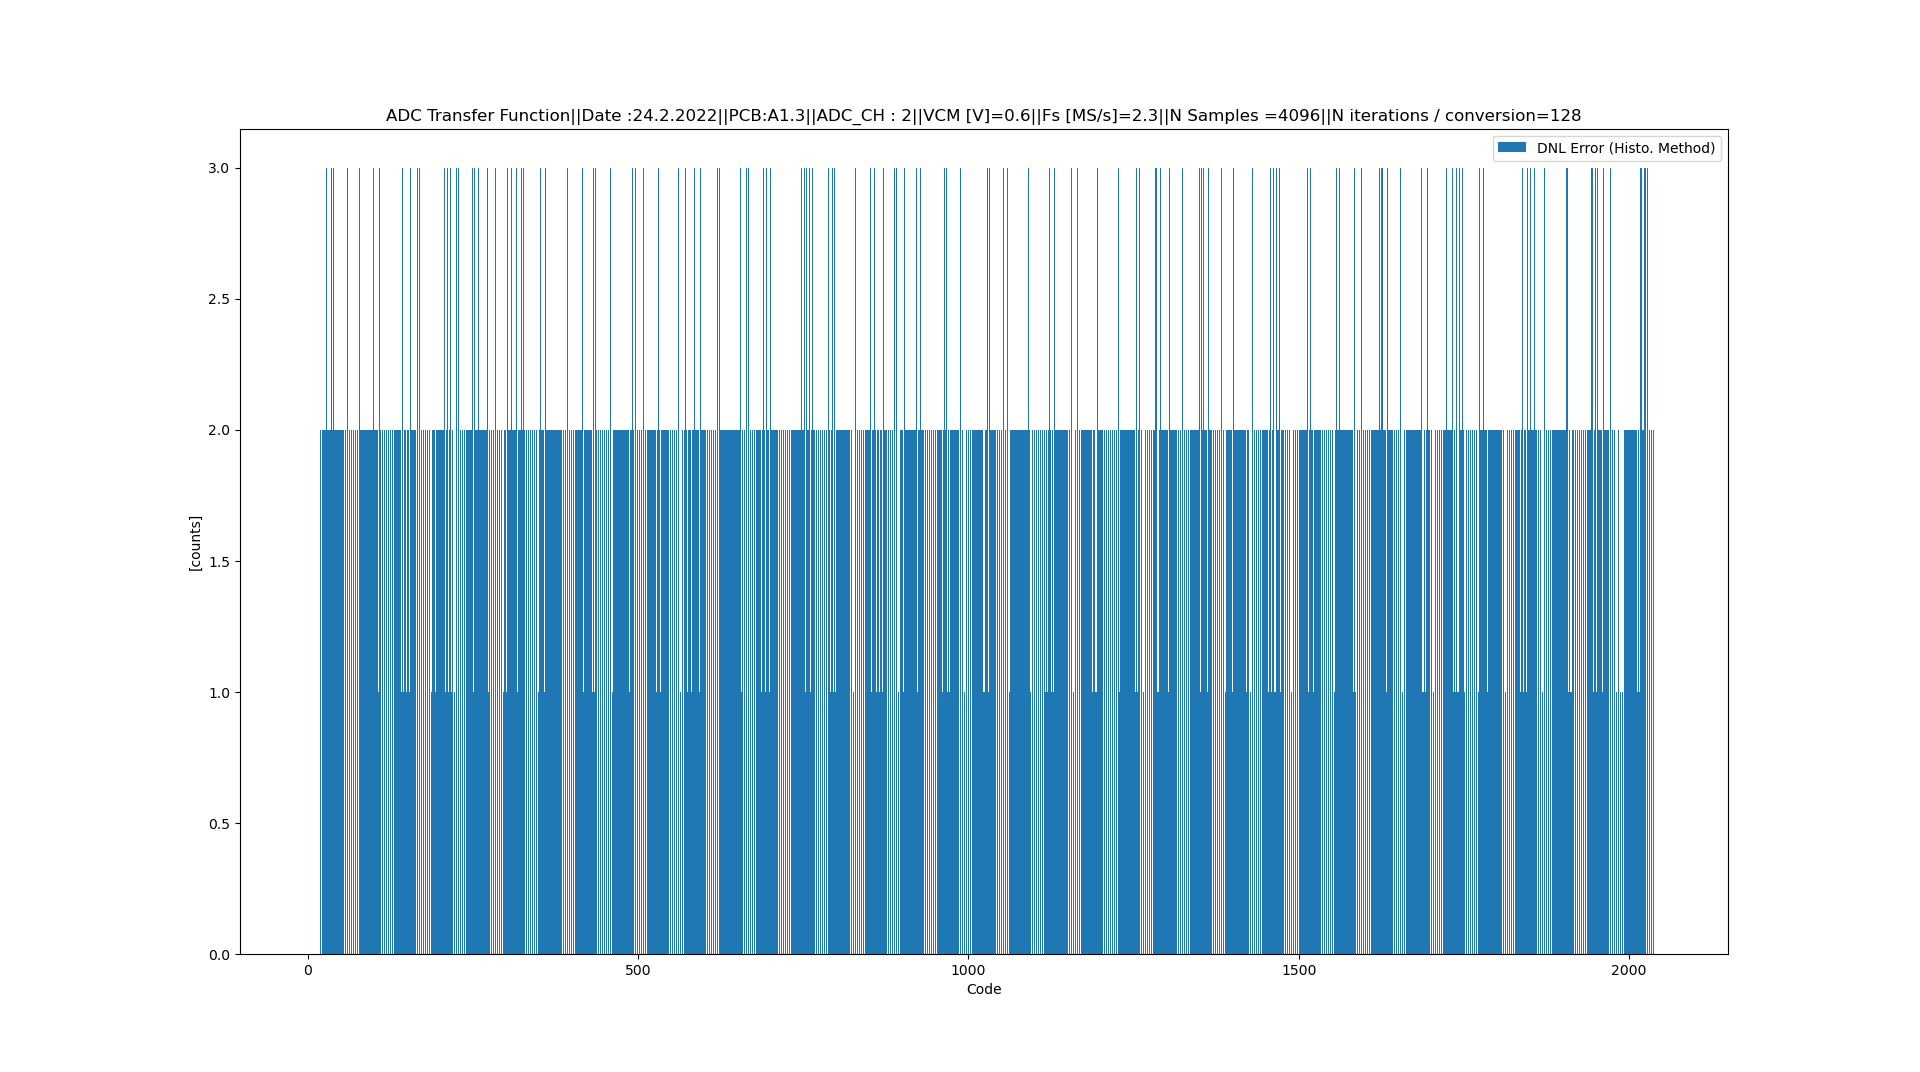 ADC Transfer Function||Date :24.2.2022||PCB:A1.3||ADC_CH : 2||VCM [V]=0.6||Fs [MS/s]=2.3||N Samples =4096||N iterations / conversion=128
DNL Error (Histo. Method)
3.0
2.5
2.0
1.5
1.0
0.5
0.0
[counts]
0 500 1000 1500 2000
Code